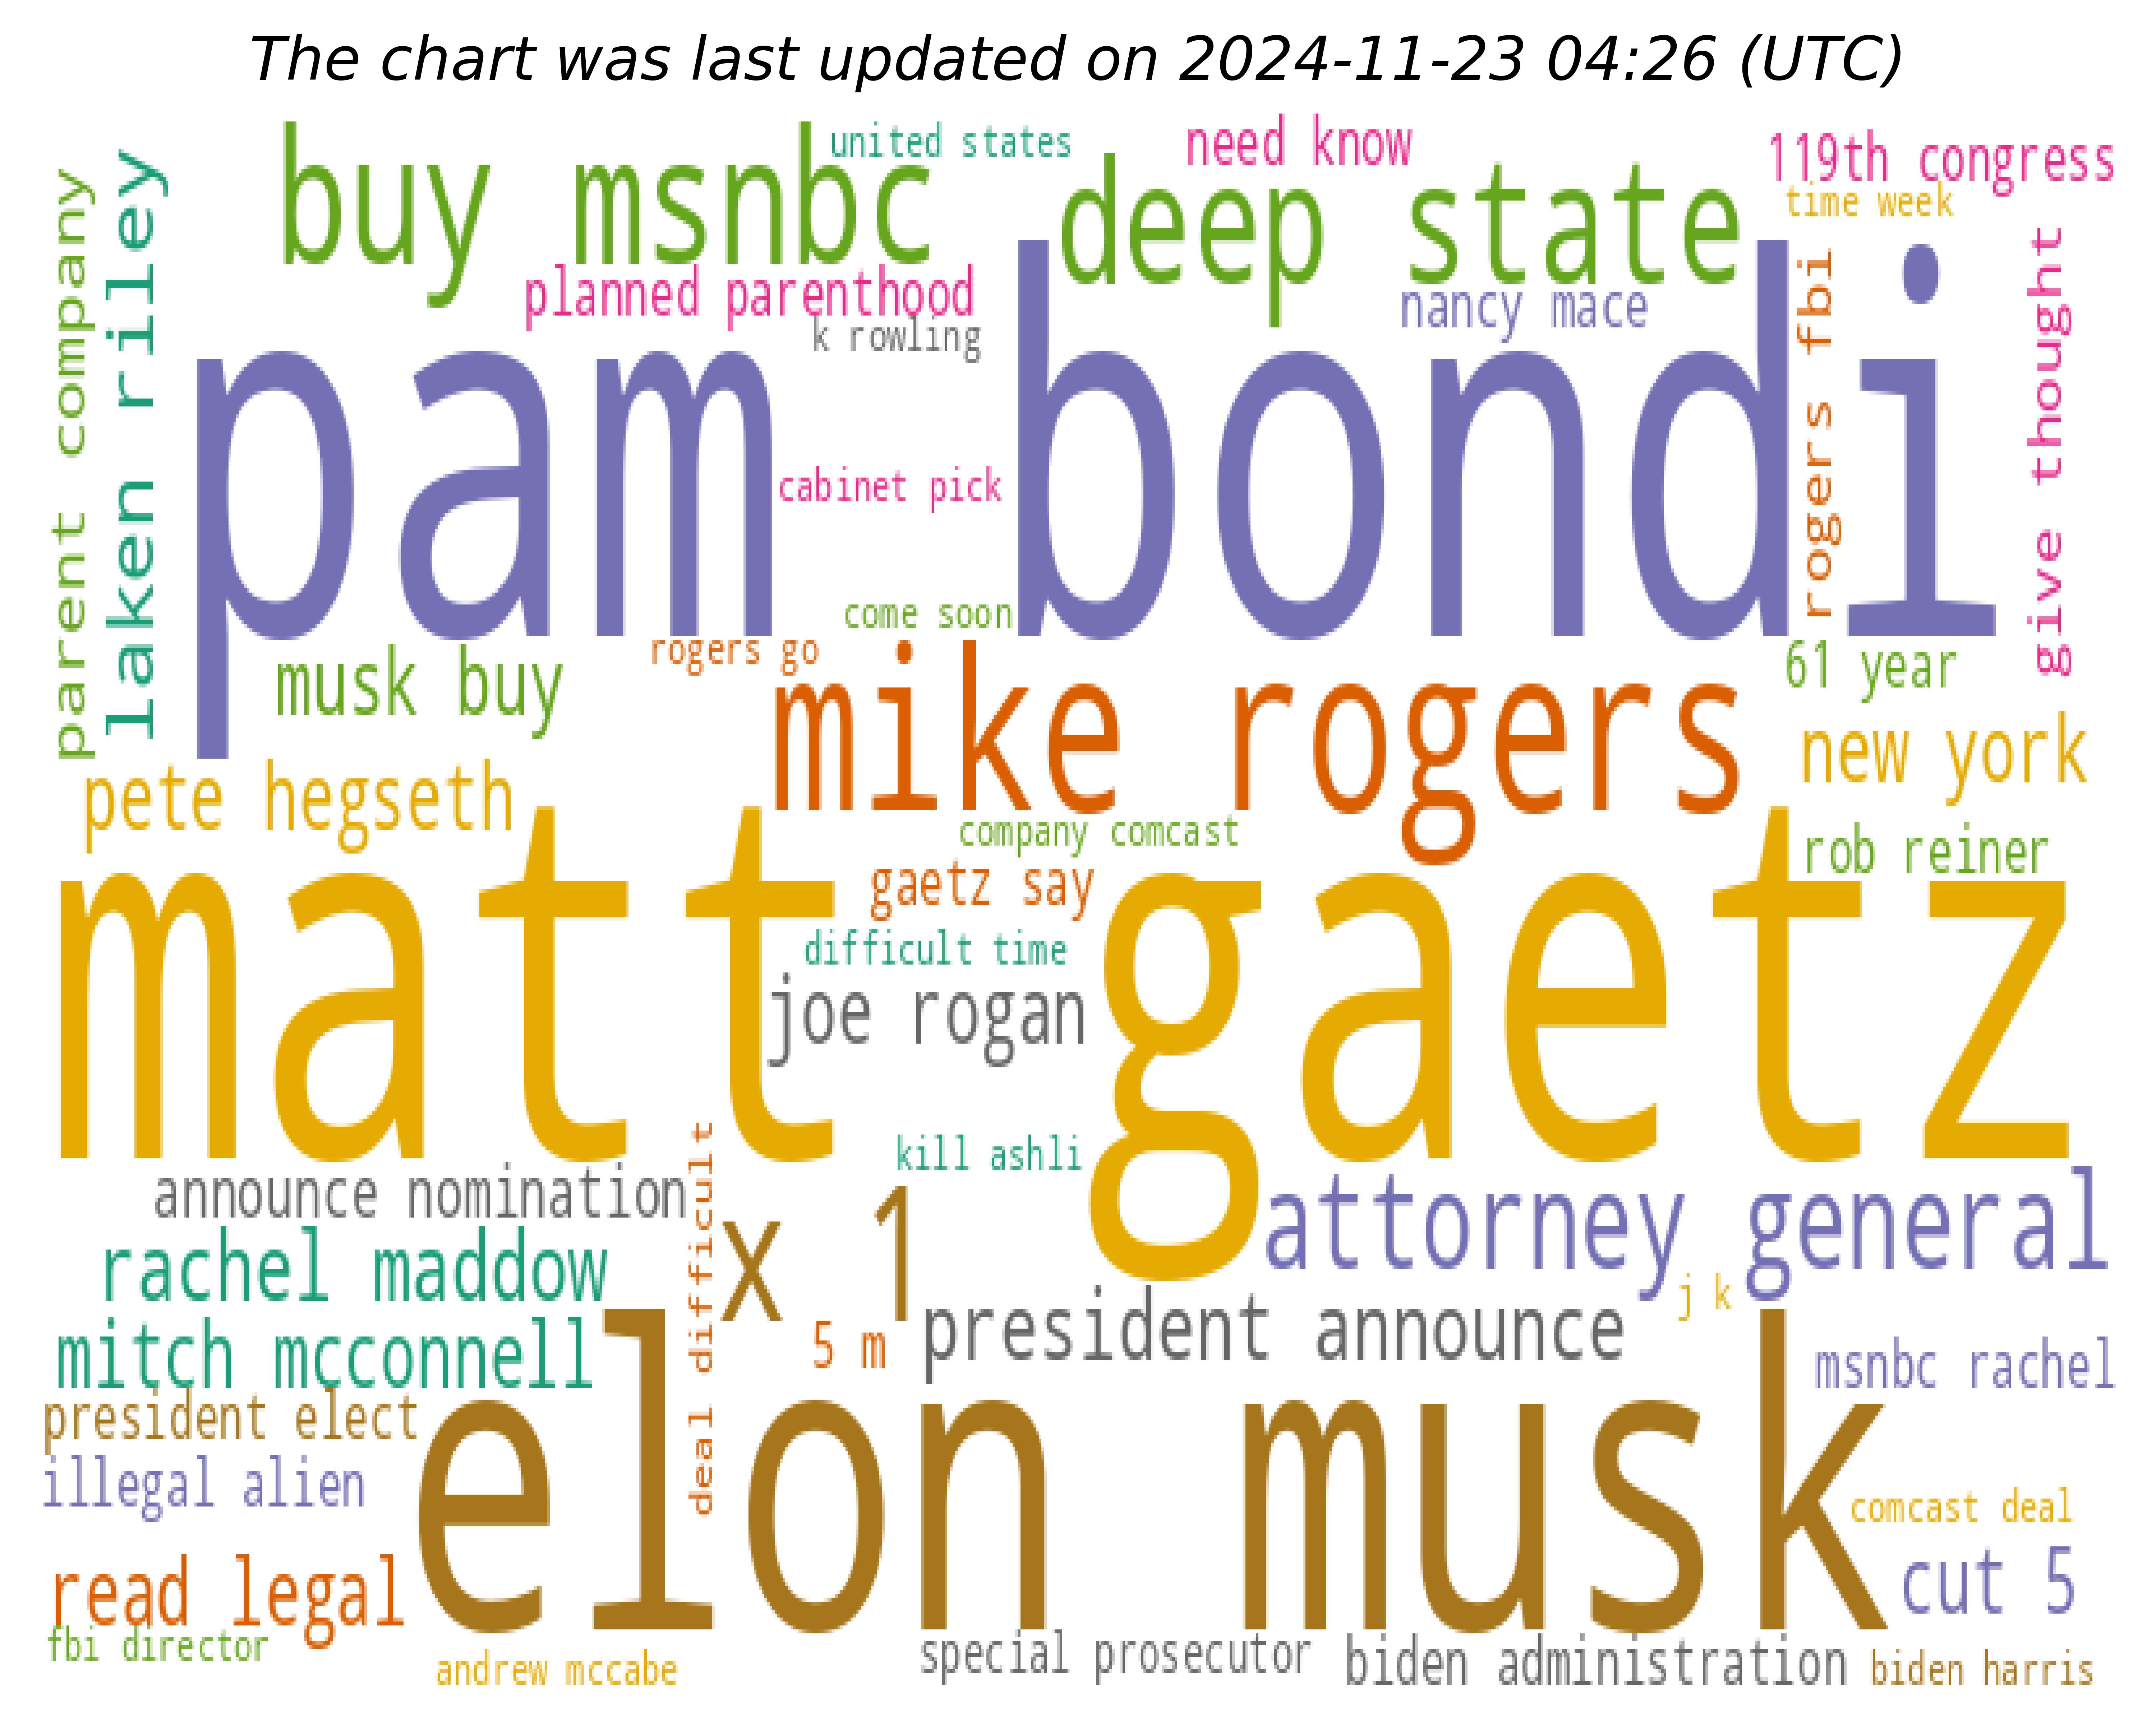 The chart was last updated on 2024-11-23 04:26 (UTC)
buy msnbc
united states
need know
119th congress
time week
deep state
parent company
laken riley
planned parenthood
k rowling
nancy mace
rogers fbi
give thought
pam bondi
cabinet pick
come soon
rogers go
musk buy
mike rogers
61 year
new york
pete hegseth
company comcast
rob reiner
gaetz say
matt gaetz
difficult time
joe rogan
kill ashli
announce nomination
deal difficult
x 1
attorney general
rachel maddow
j k
president announce
5 m
mitch mcconnell
msnbc rachel
president elect
elon musk
illegal alien
comcast deal
cut 5
read legal
fbi director
andrew mccabe
special prosecutor
biden administration
biden harris